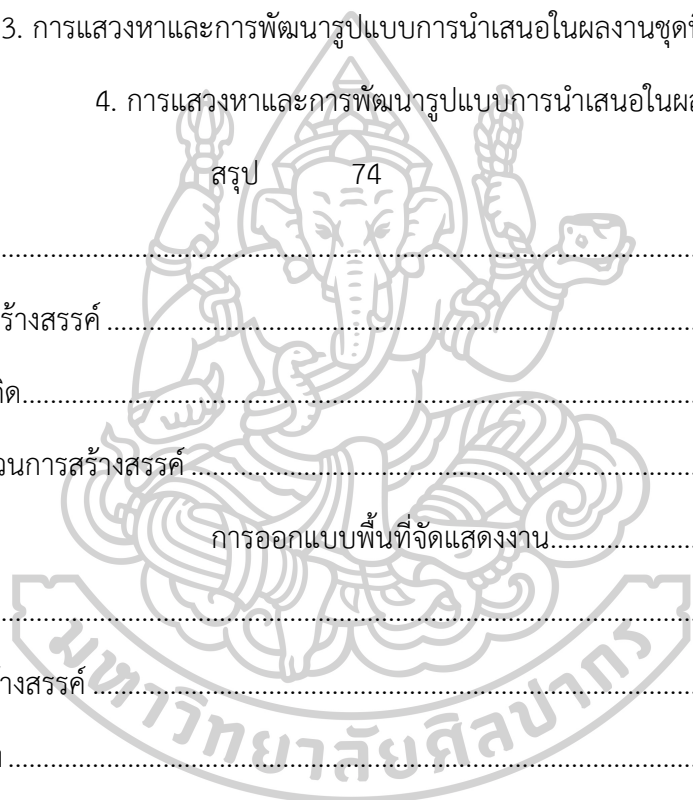 3. การแสวงหาและการพัฒนารูปแบบการนำเสนอในผลงานชุดที่
4. การแสวงหาและการพัฒนารูปแบบการนำเสนอในผล
สรุป 74
................................................................
ร้างสรรค์ ................................................................
คิด................................................................
วนการสร้างสรรค์ ................................................................
การออกแบบพื้นที่จัดแสดงงาน....................
................................................................
ร้างสรรค์ ................................................................
................................................................
มหาวิทยาลัยศิลปากร